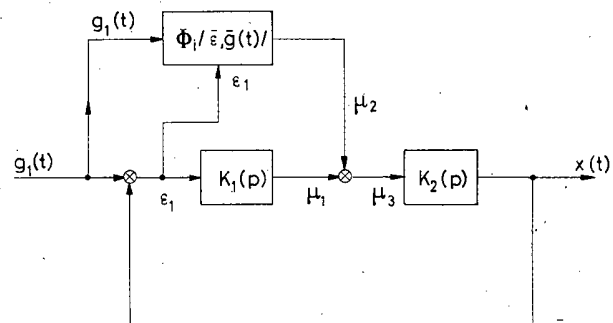 g₁(t)
Φᵢ/ ε̄,ḡ(t)/
ε₁
μ₂
g₁(t)
ε₁
K₁(p)
μ₁
μ₃
K₂(p)
x(t)